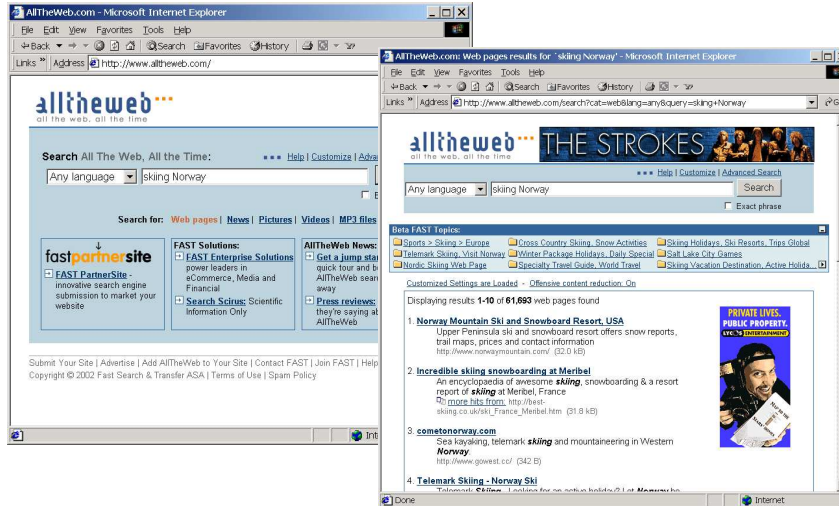 AllTheWeb.com - Microsoft Internet Explorer
File Edit View Favorites Tools Help
Back Search Favorites History
Links » Address http://www.alltheweb.com/
alltheweb
all the web, all the time
Search All The Web, All the Time:
Help | Customize |
Any language skiing Norway
Search for: Web pages | News | Pictures | Videos | MP3 files
fastpartnersite
FAST PartnerSite -
innovative search engine
submission to market your
website
FAST Solutions:
FAST Enterprise Solutions
power leaders in
eCommerce, Media and
Financial
Search Scirus: Scientific
Information Only
AllTheWeb News:
Get a jump
quick tour and
AllTheWeb
away
Press reviews:
they're saying
AllTheWeb
Submit Your Site | Advertise | Add AllTheWeb to Your Site | Contact FAST | Join FAST | Help
Copyright © 2002 Fast Search & Transfer ASA | Terms of Use | Spam Policy
AllTheWeb.com: Web pages results for `skiing Norway' - Microsoft Internet Explorer
File Edit View Favorites Tools Help
Back Search Favorites History
Links » Address http://www.alltheweb.com/search?cat=web&lang=any&query=skiing+Norway
alltheweb
all the web, all the time
THE STROKES
Help | Customize | Advanced Search
Any language skiing Norway Search
Exact phrase
Beta FAST Topics:
Sports > Skiing > Europe Cross Country Skiing, Snow Activities Skiing Holidays, Ski Resorts, Trips Global
Telemark Skiing, Visit Norway Winter Package Holidays, Daily Special Salt Lake City Games
Nordic Skiing Web Page Specialty Travel Guide, World Travel Skiing Vacation Destination, Active Holida...
Customized Settings are Loaded - Offensive content reduction: On
Displaying results 1-10 of 61,693 web pages found
1. Norway Mountain Ski and Snowboard Resort, USA
Upper Peninsula ski and snowboard resort offers snow reports,
trail maps, prices and contact information
http://www.norwaymountain.com/ (32.0 kB)
2. Incredible skiing snowboarding at Meribel
An encyclopaedia of awesome skiing, snowboarding & a resort
report of skiing at Meribel, France
more hits from: http://best-
skiing.co.uk/ski_France_Meribel.htm (31.8 kB)
3. cometonorway.com
Sea kayaking, telemark skiing and mountaineering in Western
Norway.
http://www.gowest.cc/ (342 B)
4. Telemark Skiing - Norway Ski
Telemark Skiing - Looking for an active holiday? Let Norway be
PRIVATE LIVES.
PUBLIC PROPERTY.
LYCOS ENTERTAINMENT
Done Internet